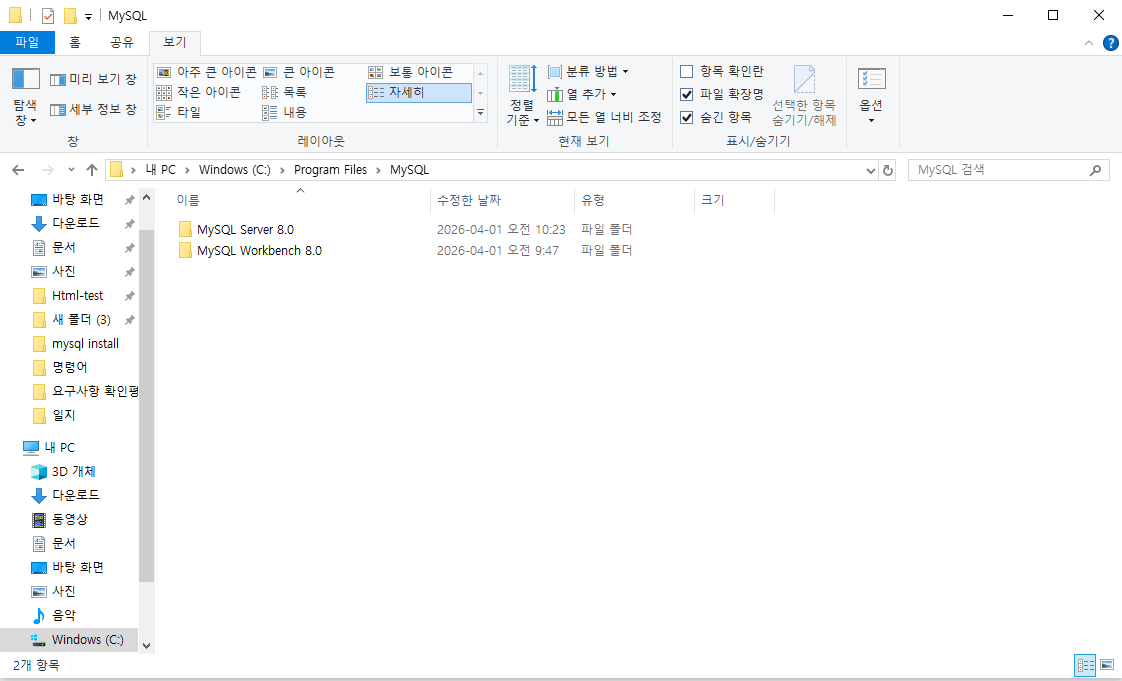 MySQL
파일 홈 공유 보기
탐색 창
미리 보기 창
세부 정보 창
창
아주 큰 아이콘 큰 아이콘 보통 아이콘
작은 아이콘 목록 자세히
타일 내용
레이아웃
정렬 기준
분류 방법
열 추가
모든 열 너비 조정
현재 보기
항목 확인란
파일 확장명
숨긴 항목
선택한 항목
숨기기/해제
표시/숨기기
옵션
내 PC > Windows (C:) > Program Files > MySQL
MySQL 검색
바탕 화면
다운로드
문서
사진
Html-test
새 폴더 (3)
mysql install
명령어
요구사항 확인평
일지
내 PC
3D 개체
다운로드
동영상
문서
바탕 화면
사진
음악
Windows (C:)
이름 수정한 날짜 유형 크기
MySQL Server 8.0 2026-04-01 오전 10:23 파일 폴더
MySQL Workbench 8.0 2026-04-01 오전 9:47 파일 폴더
2개 항목